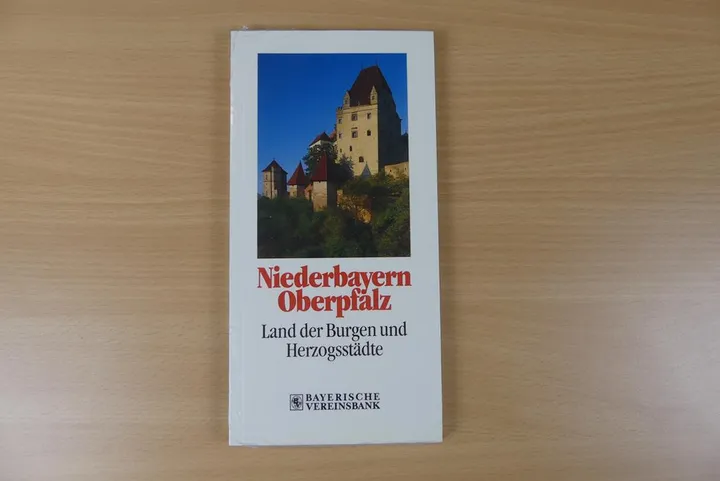 Niederbayern
Oberpfalz
Land der Burgen und
Herzogsstädte
BAYERISCHE
VEREINSBANK